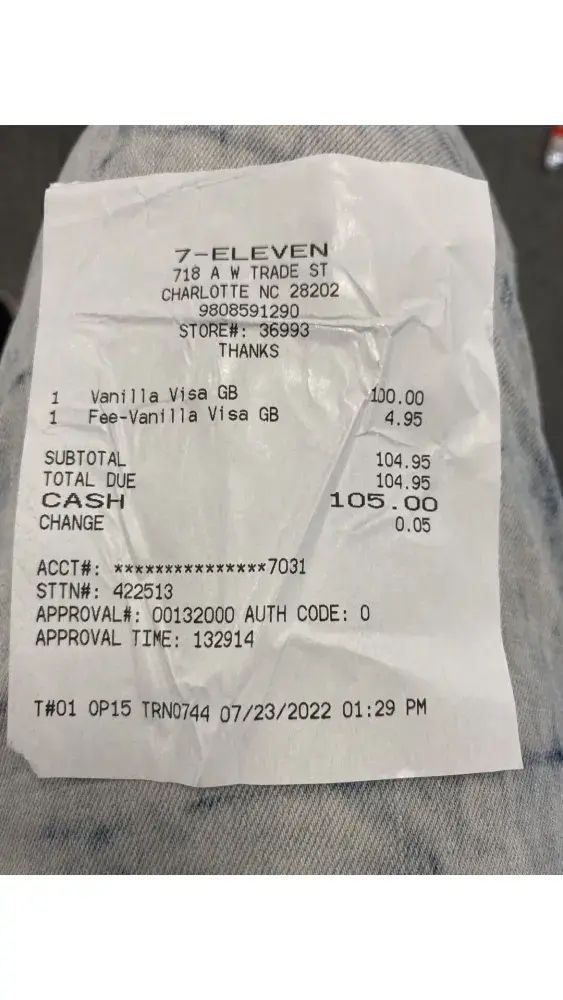 7-ELEVEN
718 A W TRADE ST
CHARLOTTE NC 28202
9808591290
STORE#: 36993
THANKS
1 Vanilla Visa GB 100.00
1 Fee-Vanilla Visa GB 4.95
SUBTOTAL 104.95
TOTAL DUE 104.95
CASH 105.00
CHANGE 0.05
ACCT#: ***************7031
STTN#: 422513
APPROVAL#: 00132000 AUTH CODE: 0
APPROVAL TIME: 132914
T#01 OP15 TRN0744 07/23/2022 01:29 PM